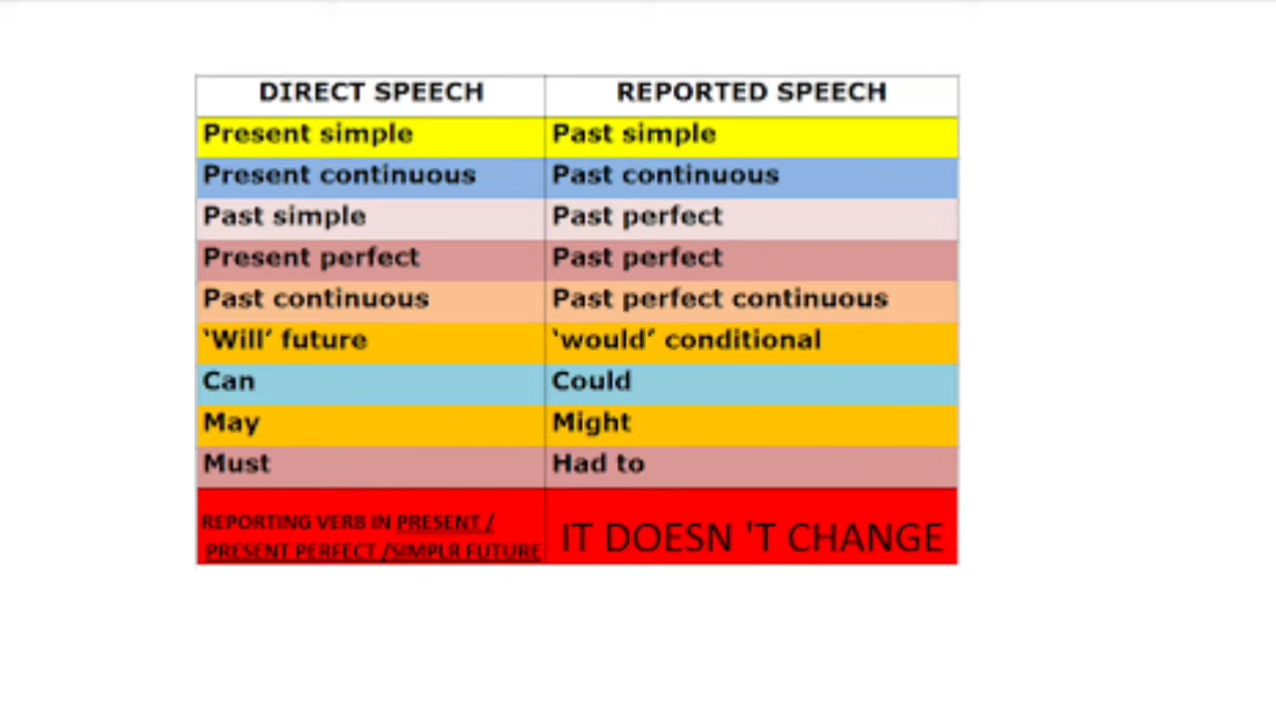 DIRECT SPEECH REPORTED SPEECH
Present simple Past simple
Present continuous Past continuous
Past simple Past perfect
Present perfect Past perfect
Past continuous Past perfect continuous
‘Will’ future ‘would’ conditional
Can Could
May Might
Must Had to
REPORTING VERB IN PRESENT /
PRESENT PERFECT /SIMPLR FUTURE
IT DOESN 'T CHANGE